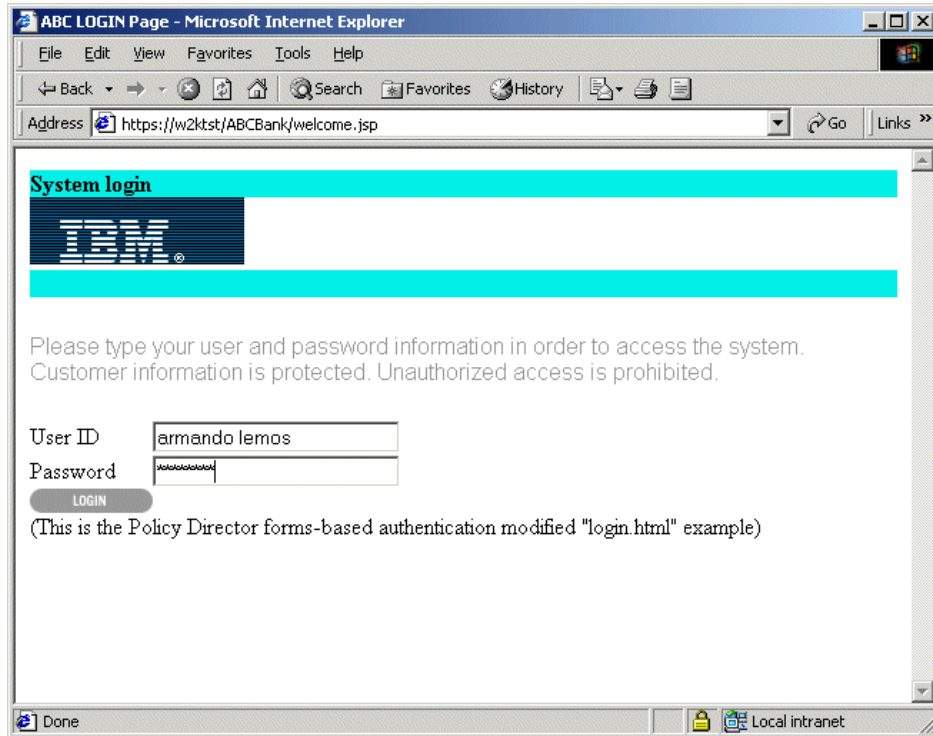 ABC LOGIN Page - Microsoft Internet Explorer
File Edit View Favorites Tools Help
Back Search Favorites History
Address https://w2ktst/ABCBank/welcome.jsp Go Links »
System login
IBM®
Please type your user and password information in order to access the system.
Customer information is protected. Unauthorized access is prohibited.
User ID armando lemos
Password *********
LOGIN
(This is the Policy Director forms-based authentication modified "login.html" example)
Done Local intranet